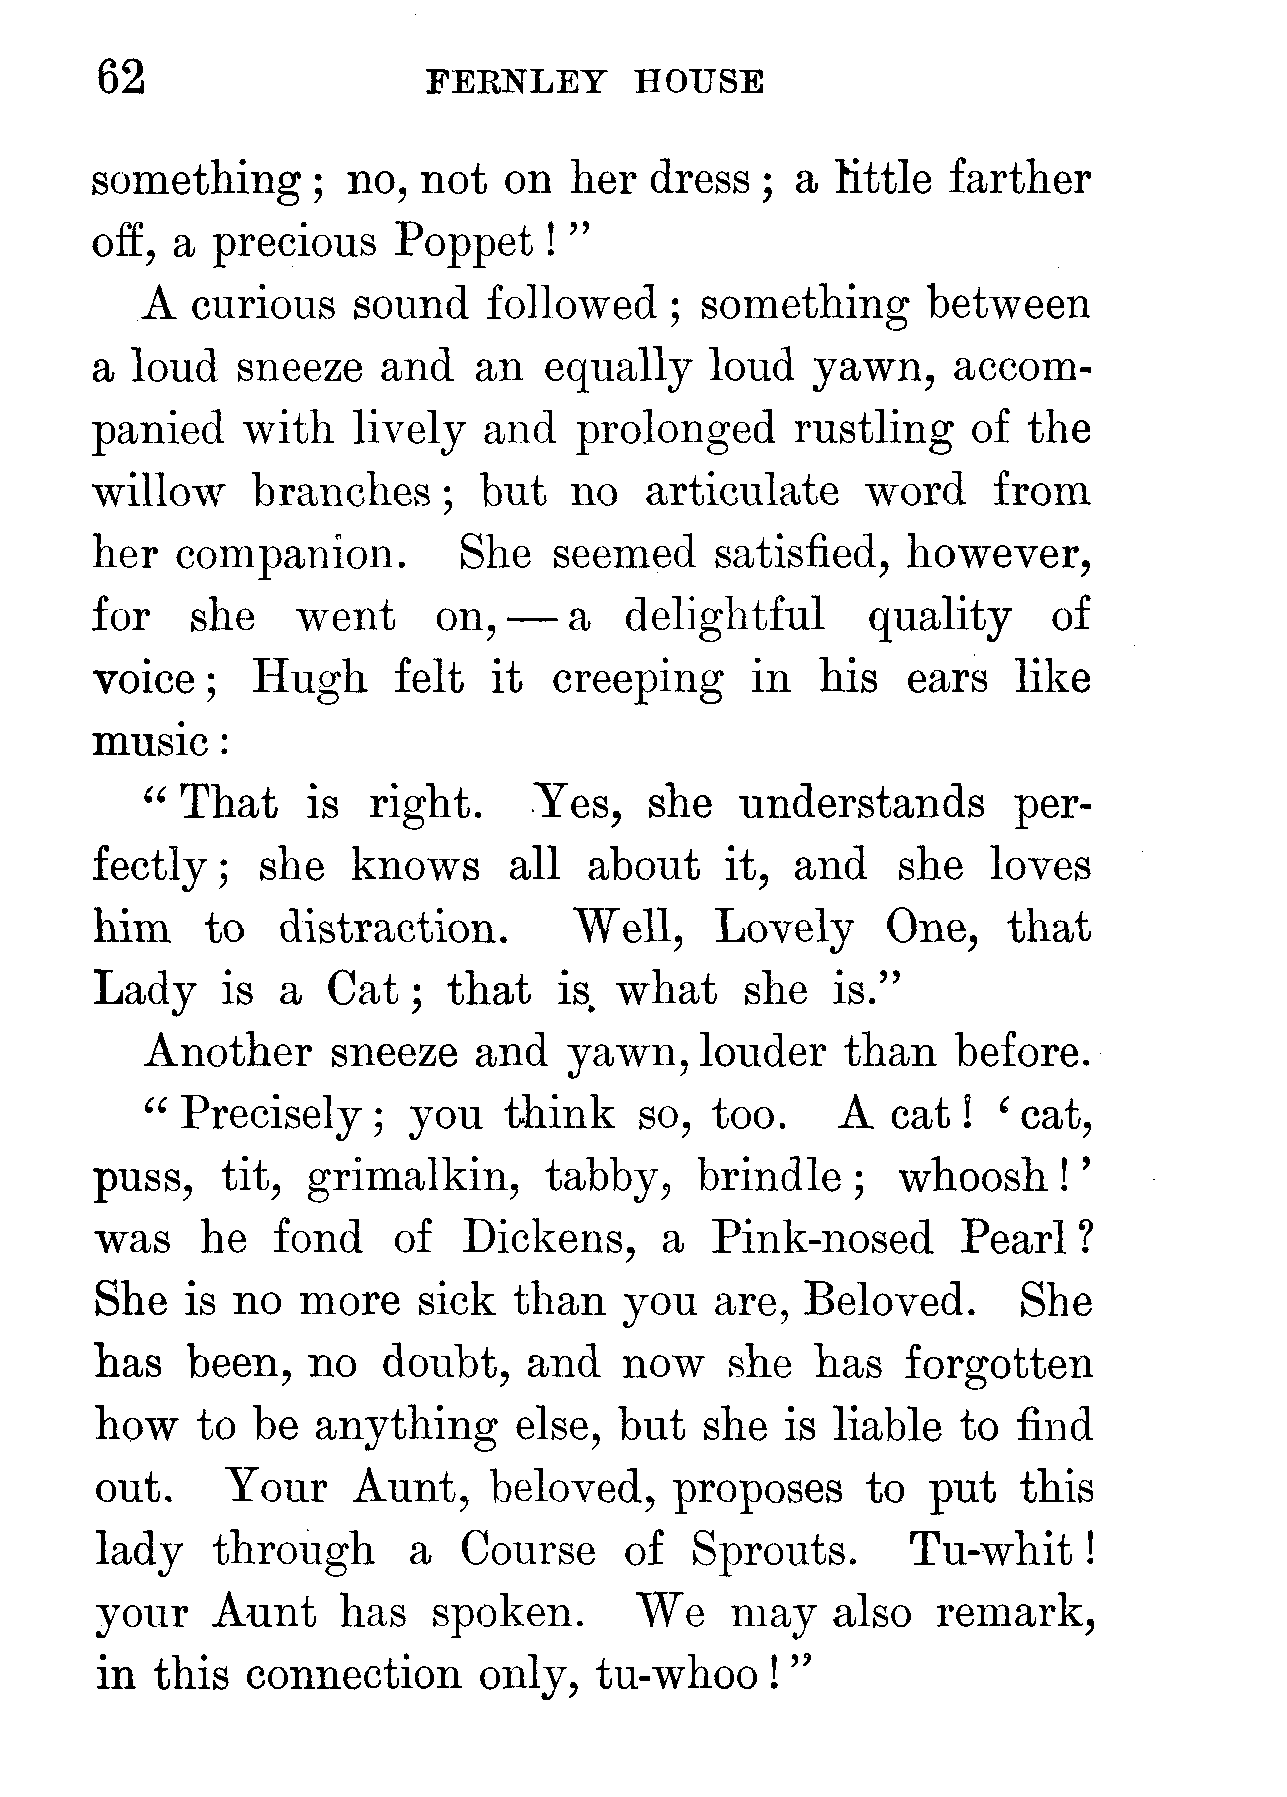 62 FERNLEY HOUSE
something ; no, not on her dress ; a little farther
off, a precious Poppet ! ”
A curious sound followed ; something between
a loud sneeze and an equally loud yawn, accom-
panied with lively and prolonged rustling of the
willow branches ; but no articulate word from
her companion. She seemed satisfied, however,
for she went on, — a delightful quality of
voice ; Hugh felt it creeping in his ears like
music :
“ That is right. Yes, she understands per-
fectly ; she knows all about it, and she loves
him to distraction. Well, Lovely One, that
Lady is a Cat ; that is what she is.”
Another sneeze and yawn, louder than before.
“ Precisely ; you think so, too. A cat ! ‘ cat,
puss, tit, grimalkin, tabby, brindle ; whoosh ! ’
was he fond of Dickens, a Pink-nosed Pearl ?
She is no more sick than you are, Beloved. She
has been, no doubt, and now she has forgotten
how to be anything else, but she is liable to find
out. Your Aunt, beloved, proposes to put this
lady through a Course of Sprouts. Tu-whit !
your Aunt has spoken. We may also remark,
in this connection only, tu-whoo ! ”